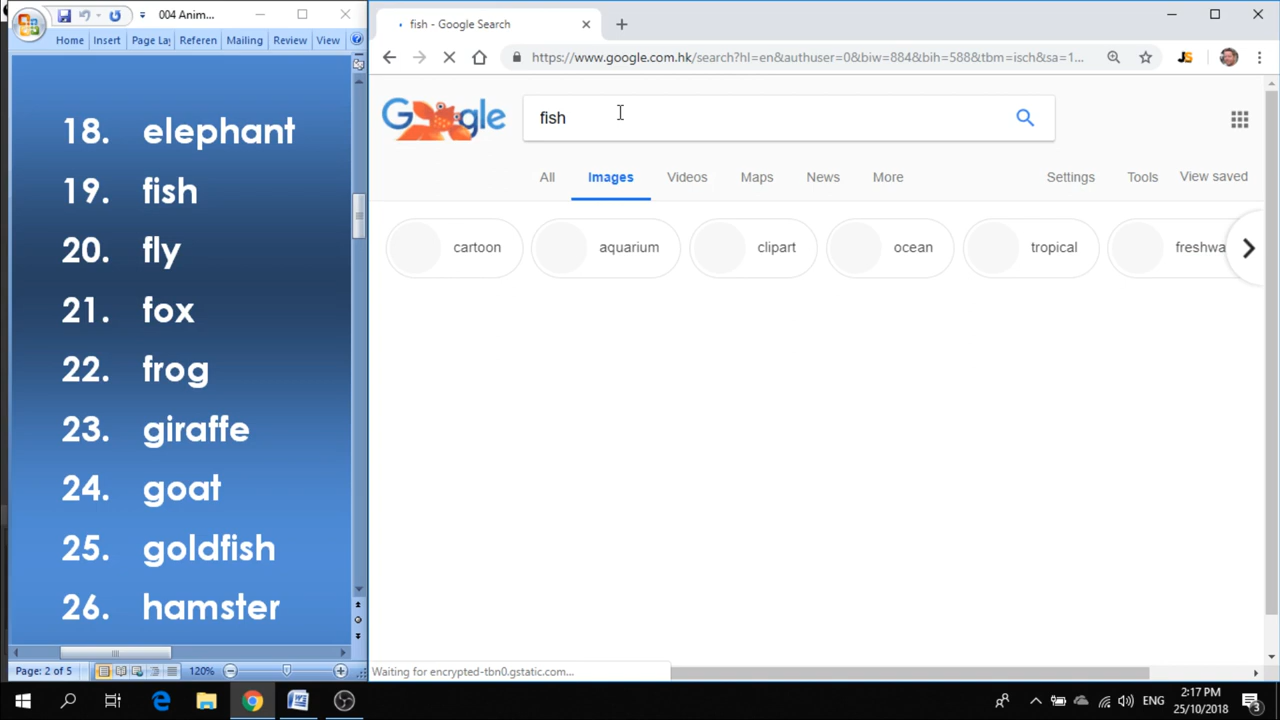 004 Anim...
Home Insert Page Lay Referen Mailing Review View
18. elephant
19. fish
20. fly
21. fox
22. frog
23. giraffe
24. goat
25. goldfish
26. hamster
Page: 2 of 5 120%
fish - Google Search
https://www.google.com.hk/search?hl=en&authuser=0&biw=884&bih=588&tbm=isch&sa=1...
Google
fish
All Images Videos Maps News More Settings Tools View saved
cartoon aquarium clipart ocean tropical freshwa
Waiting for encrypted-tbn0.gstatic.com...
ENG
2:17 PM
25/10/2018
3